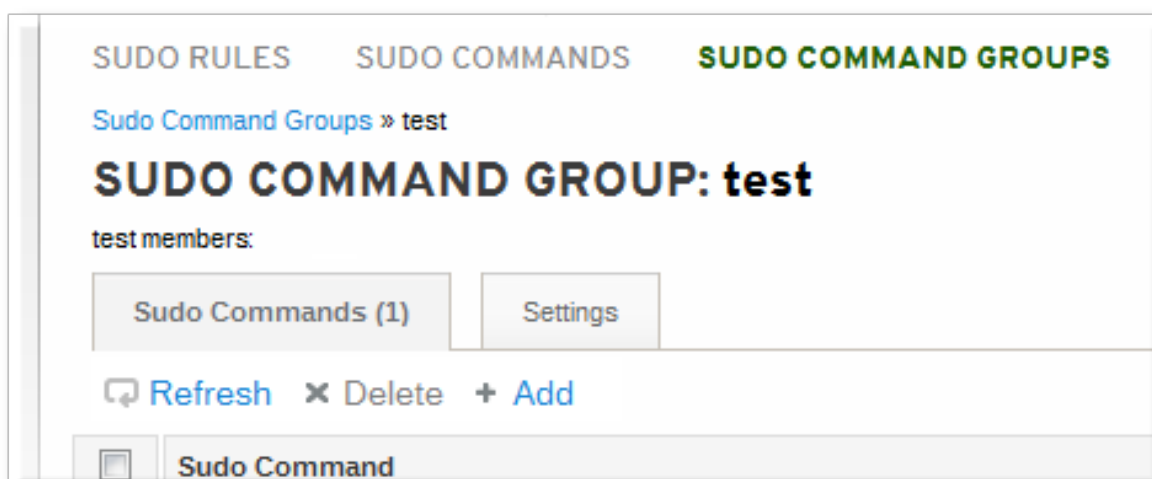 SUDO RULES SUDO COMMANDS SUDO COMMAND GROUPS
Sudo Command Groups » test
SUDO COMMAND GROUP: test
test members:
Sudo Commands (1) Settings
Refresh Delete + Add
Sudo Command